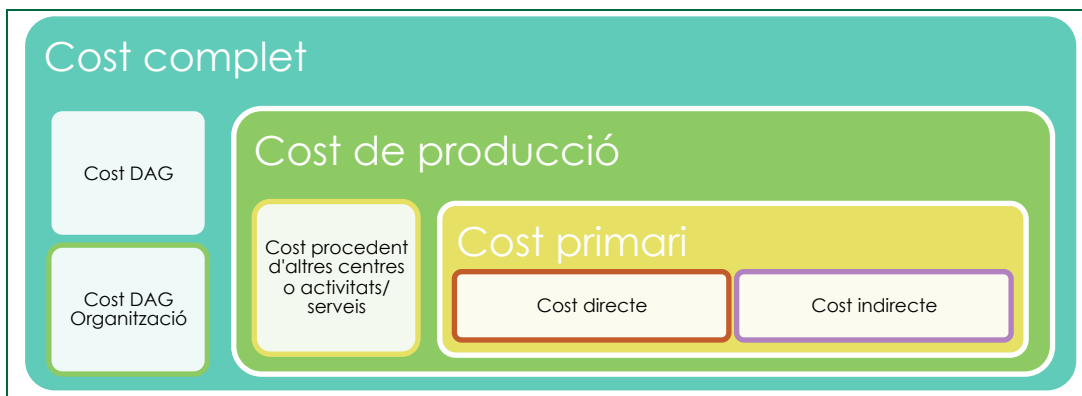 Cost complet
Cost DAG
Cost DAG
Organització
Cost de producció
Cost procedent
d'altres centres
o activitats/
serveis
Cost primari
Cost directe
Cost indirecte